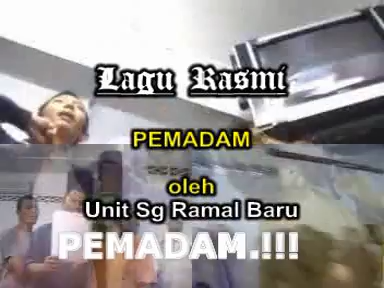 Lagu Rasmi
PEMADAM
oleh
Unit Sg Ramal Baru
PEMADAM.!!!